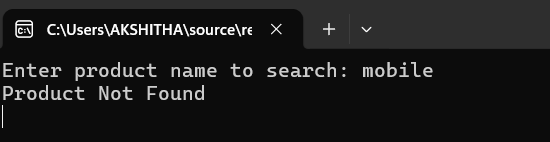 C:\Users\AKSHITHA\source\re
Enter product name to search: mobile
Product Not Found